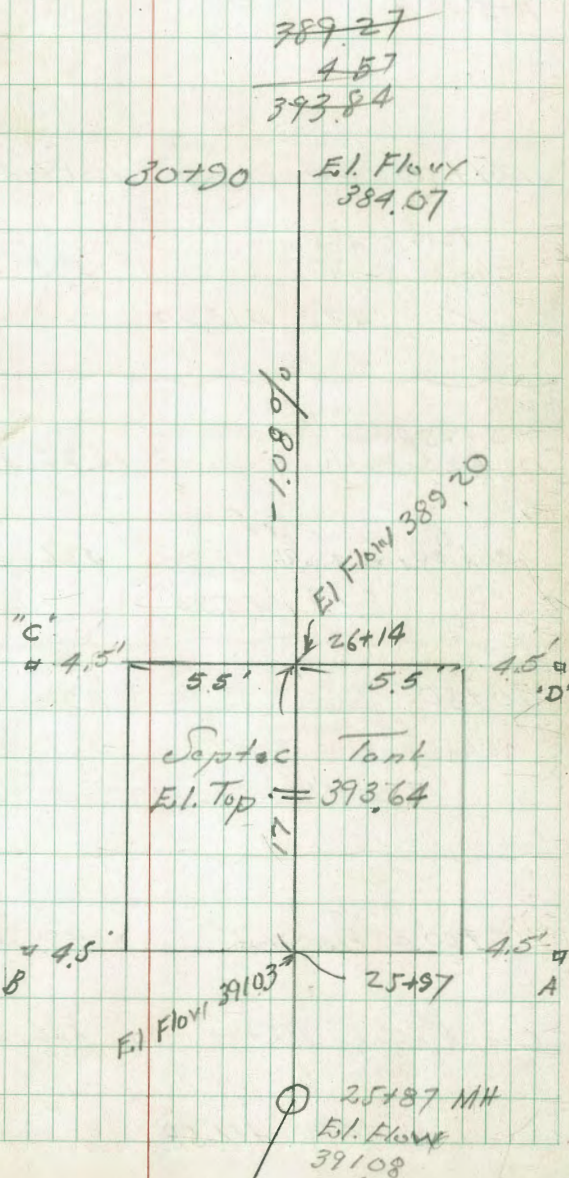 389.27
4.57
393.84
30+90
El. Flow
384.07
-1.08%
El Flow 389.20
"C"
4.5'
26+14
4.5'
"D"
5.5'
5.5'
Septic Tank
El. Top = 393.64
17
B
4.5
4.5'
A
El Flow 391.03
25+97
25+87 MH
El. Flow
391.08